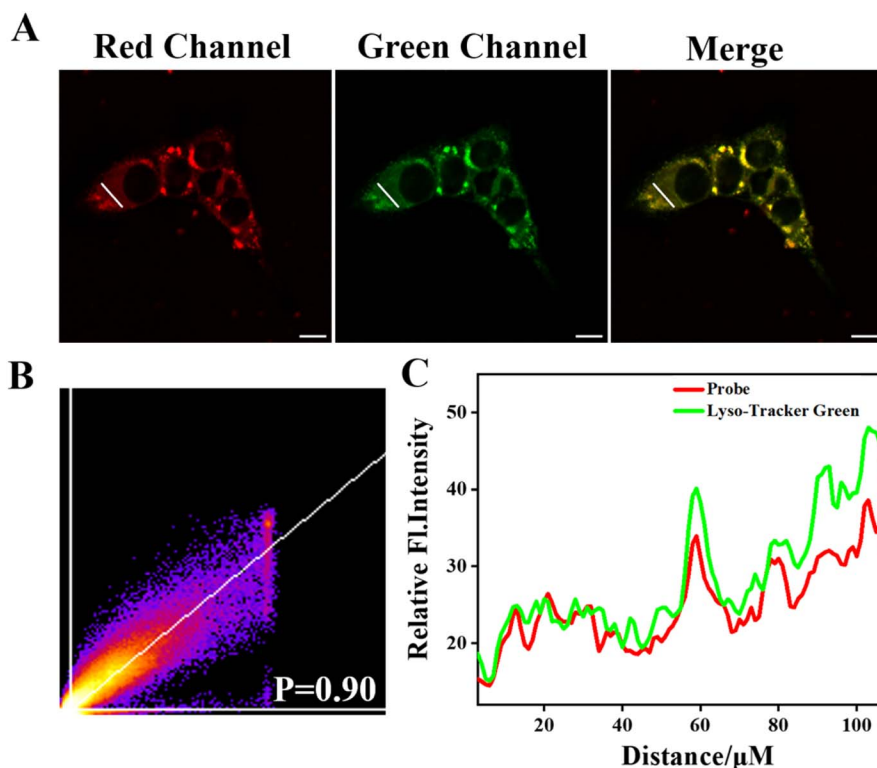 A
Red Channel
Green Channel
Merge
B
P=0.90
C
Probe
Lyso-Tracker Green
Relative Fl.Intensity
50
40
30
20
20
40
60
80
100
Distance/μM